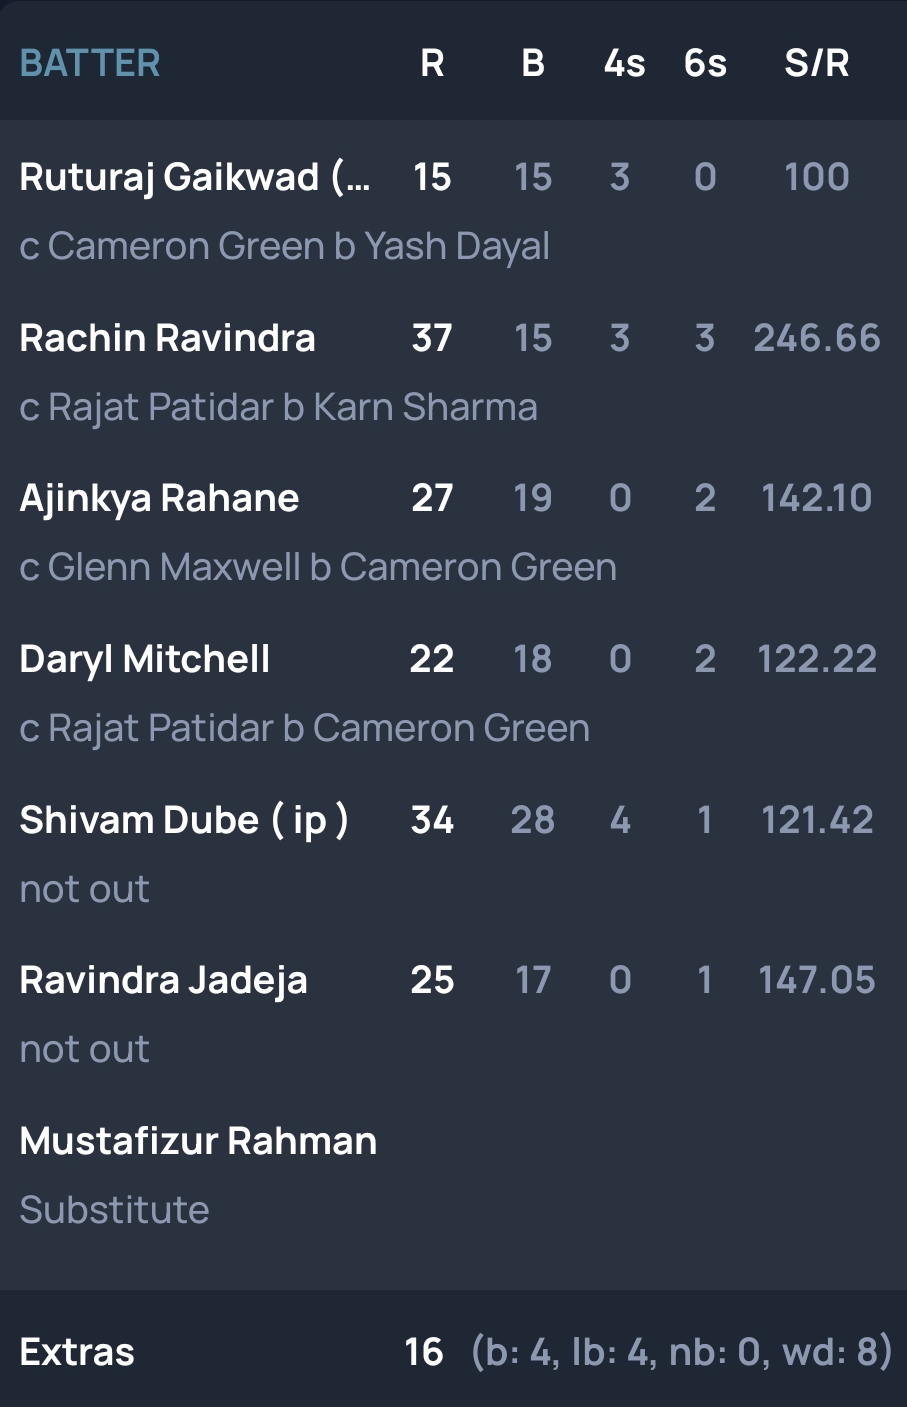 BATTER R B 4s 6s S/R
Ruturaj Gaikwad (... 15 15 3 0 100
c Cameron Green b Yash Dayal
Rachin Ravindra 37 15 3 3 246.66
c Rajat Patidar b Karn Sharma
Ajinkya Rahane 27 19 0 2 142.10
c Glenn Maxwell b Cameron Green
Daryl Mitchell 22 18 0 2 122.22
c Rajat Patidar b Cameron Green
Shivam Dube ( ip ) 34 28 4 1 121.42
not out
Ravindra Jadeja 25 17 0 1 147.05
not out
Mustafizur Rahman
Substitute
Extras 16 (b: 4, lb: 4, nb: 0, wd: 8)